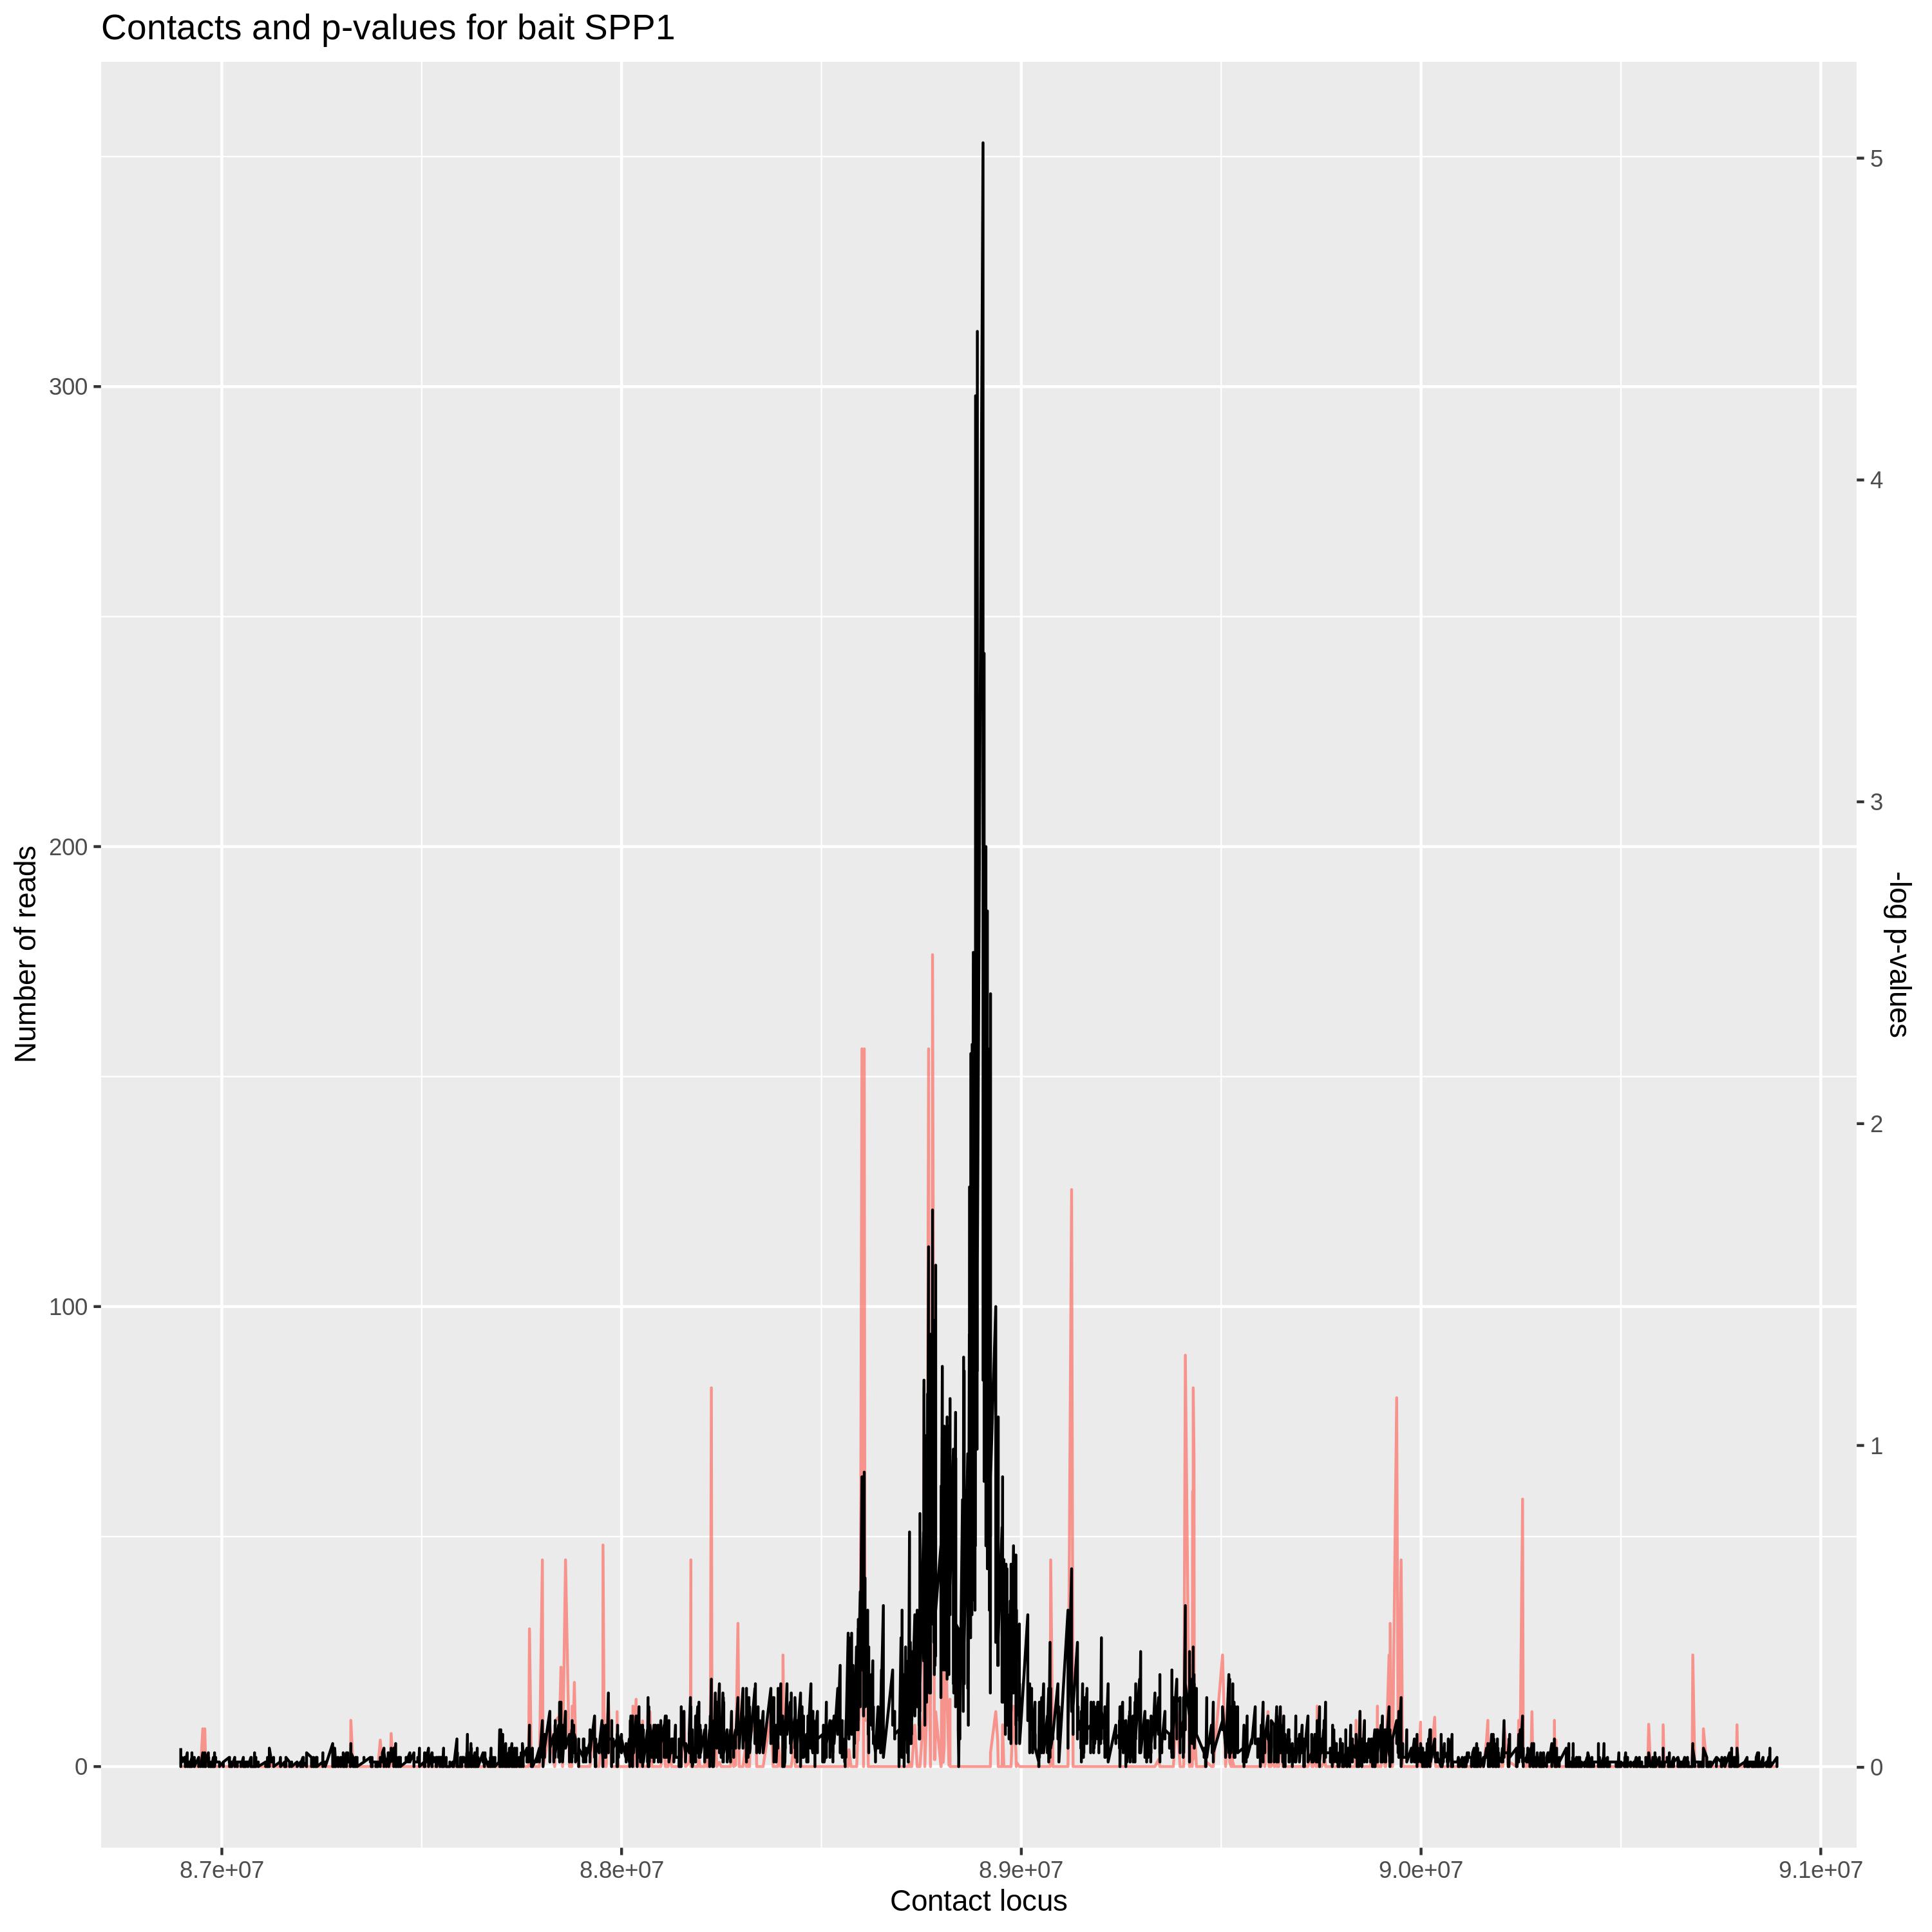 Contacts and p-values for bait SPP1
Number of reads
300
200
100
0
5
4
3
2
1
0
-log p-values
8.7e+07 8.8e+07 8.9e+07 9.0e+07 9.1e+07
Contact locus